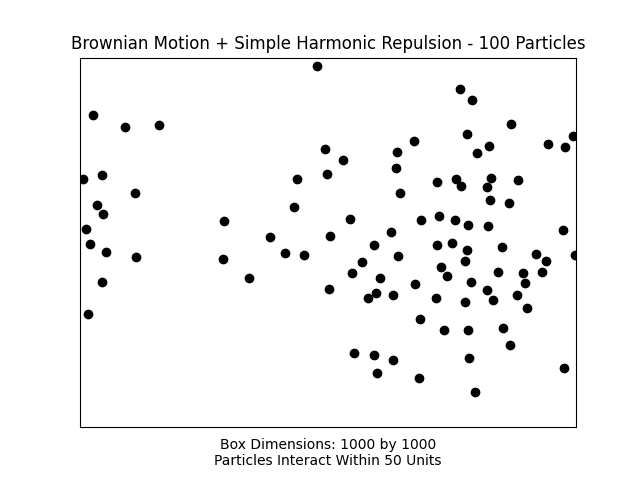 Brownian Motion + Simple Harmonic Repulsion - 100 Particles
Box Dimensions: 1000 by 1000
Particles Interact Within 50 Units